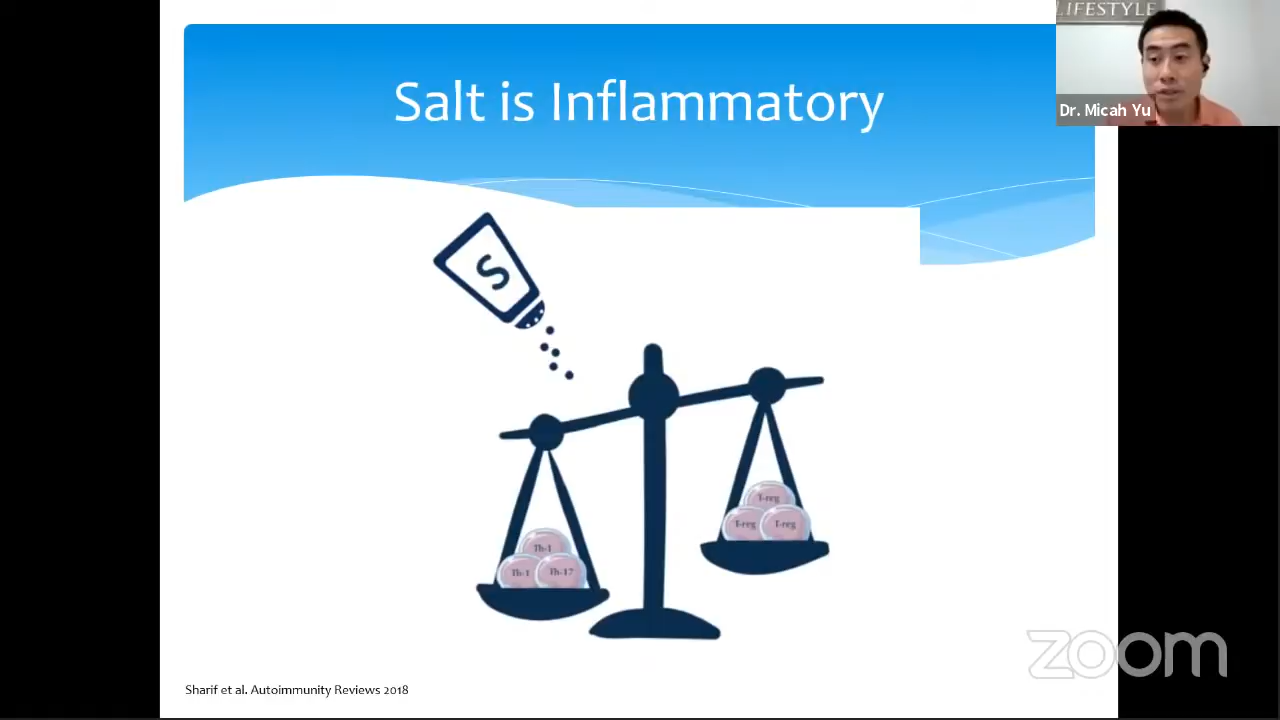 LIFESTYLE
Dr. Micah Yu
Salt is Inflammatory
S
T-reg
T-reg T-reg
Th-1
Th-1 Th-17
zoom
Sharif et al. Autoimmunity Reviews 2018